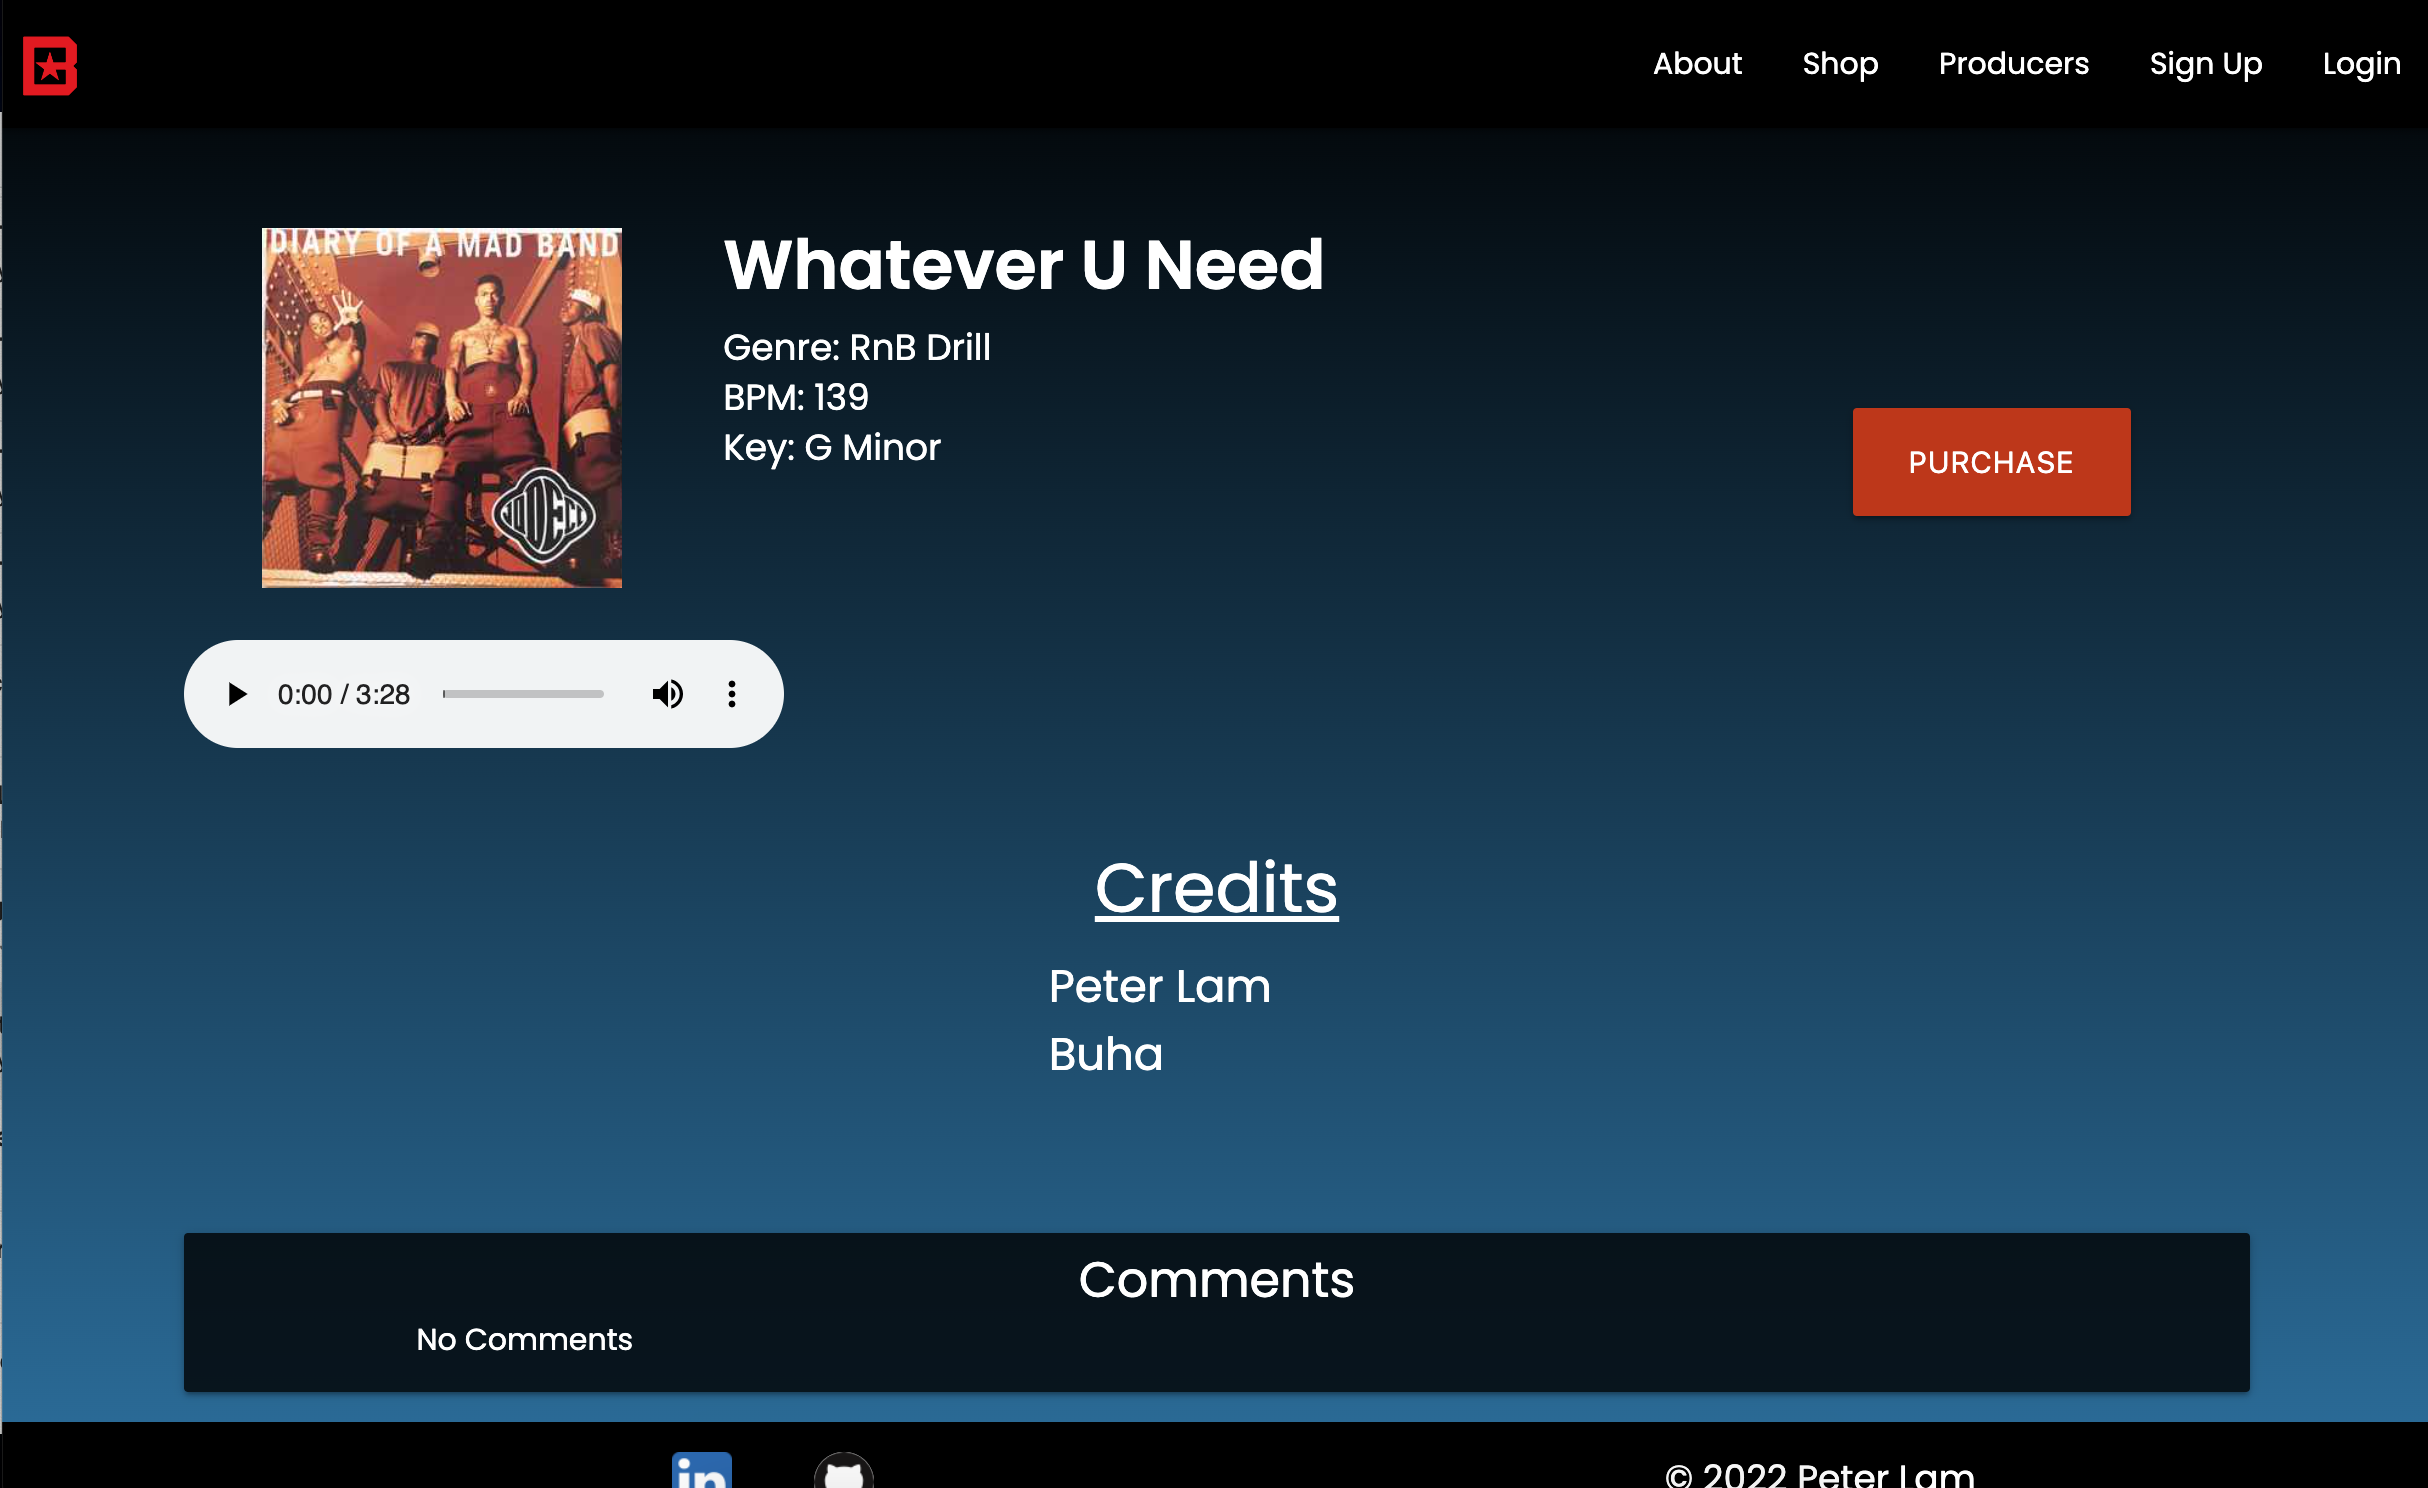 About Shop Producers Sign Up Login
DIARY OF A MAD BAND
JODECI
Whatever U Need
Genre: RnB Drill
BPM: 139
Key: G Minor
PURCHASE
0:00 / 3:28
Credits
Peter Lam
Buha
Comments
No Comments
in
© 2022 Peter Lam